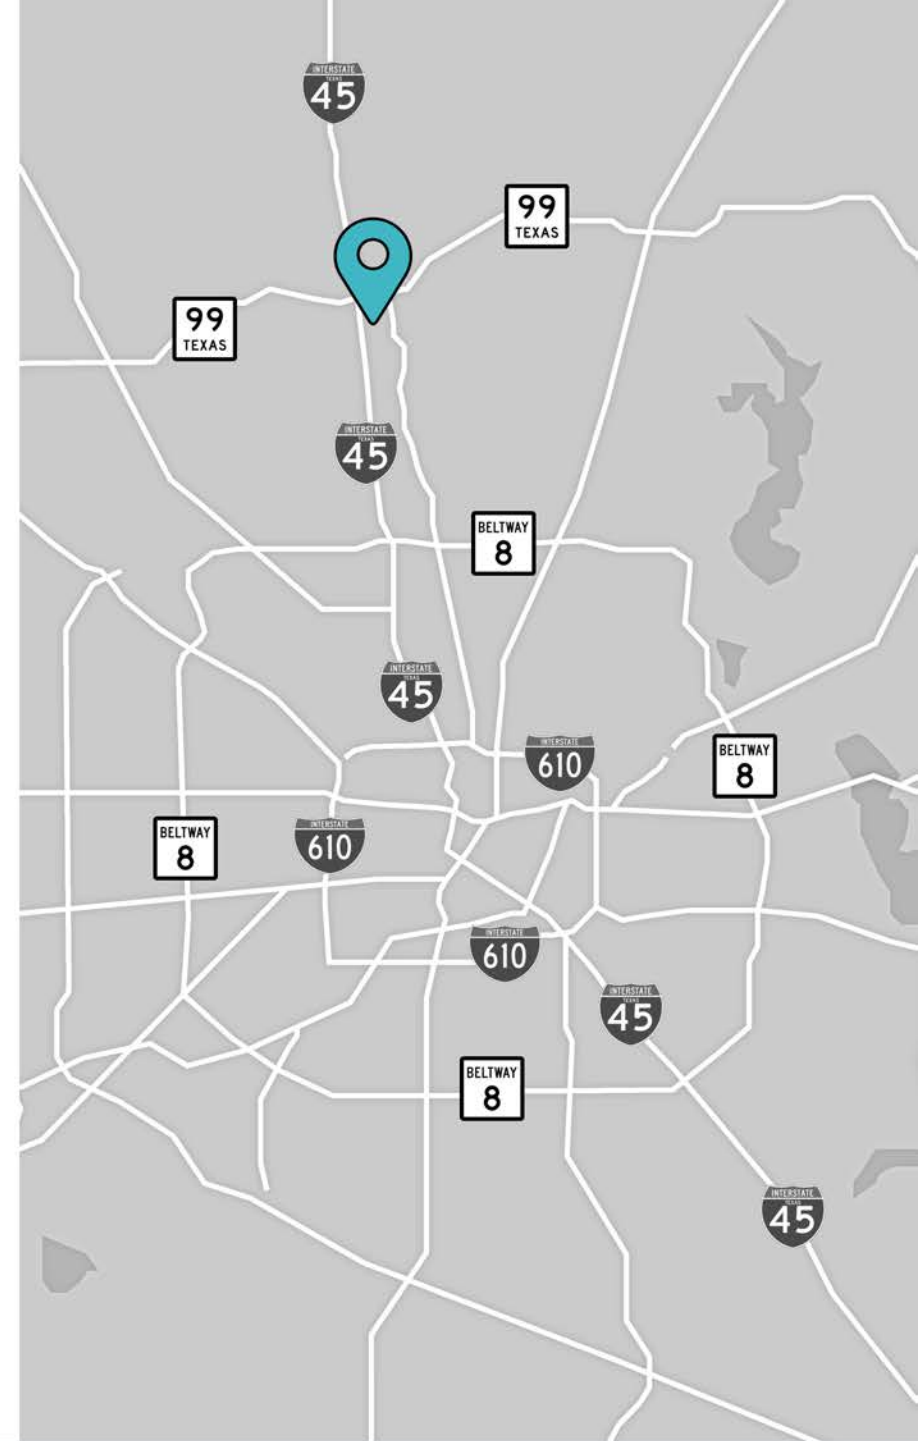 INTERSTATE
TEXAS
45
99
TEXAS
99
TEXAS
INTERSTATE
TEXAS
45
BELTWAY
8
INTERSTATE
TEXAS
45
INTERSTATE
610
BELTWAY
8
INTERSTATE
610
BELTWAY
8
INTERSTATE
610
INTERSTATE
TEXAS
45
BELTWAY
8
INTERSTATE
TEXAS
45